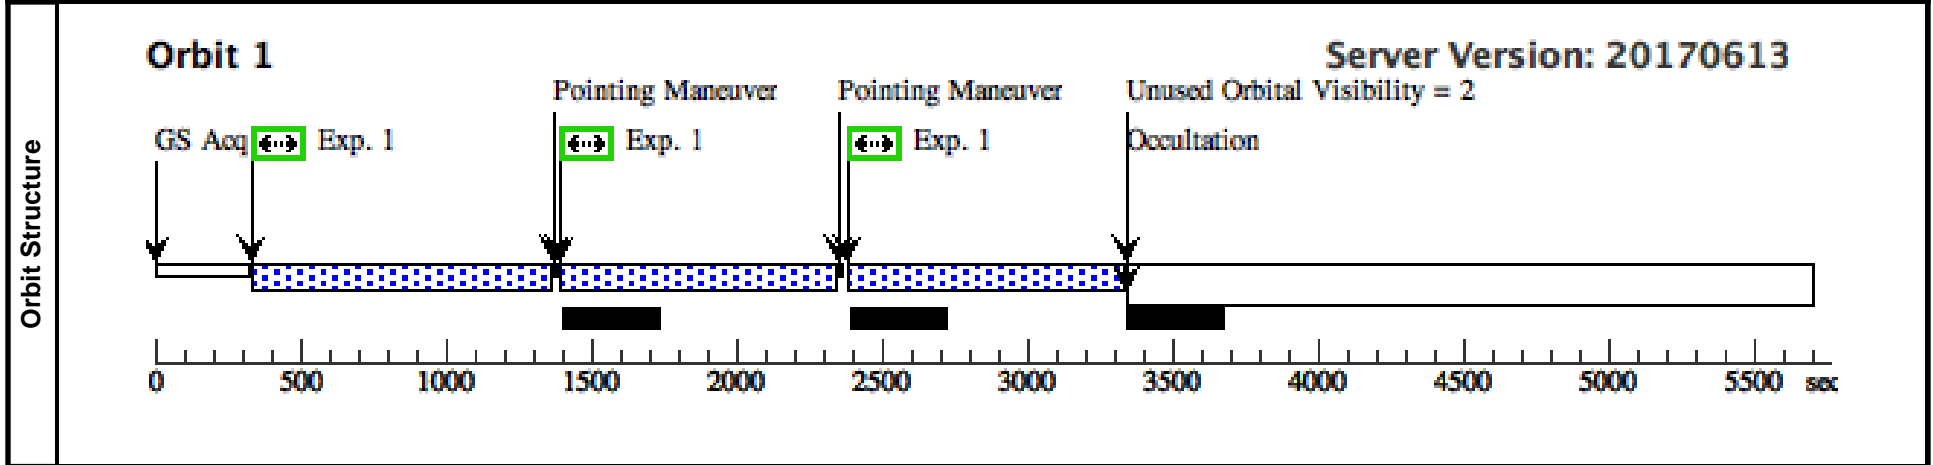 Orbit Structure
Orbit 1
Server Version: 20170613
Pointing Maneuver
Pointing Maneuver
Unused Orbital Visibility = 2
GS Acq
Exp. 1
Exp. 1
Exp. 1
Occultation
0 500 1000 1500 2000 2500 3000 3500 4000 4500 5000 5500 sec